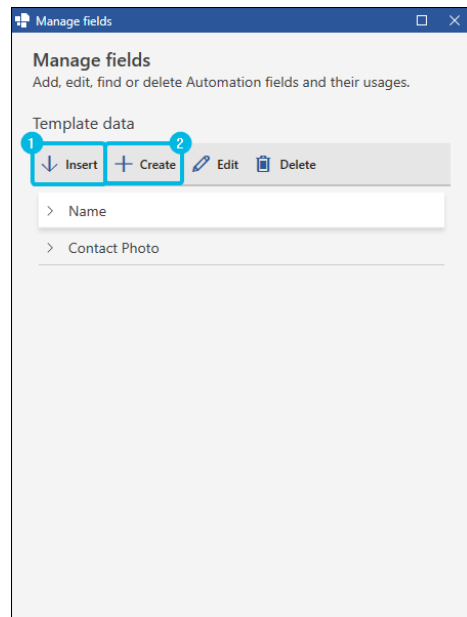 Manage fields
Manage fields
Add, edit, find or delete Automation fields and their usages.
Template data
1 2
Insert Create Edit Delete
Name
Contact Photo